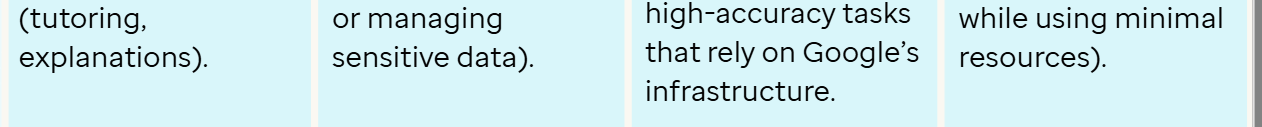 (tutoring,
explanations).
or managing
sensitive data).
high-accuracy tasks
that rely on Google's
infrastructure.
while using minimal
resources).